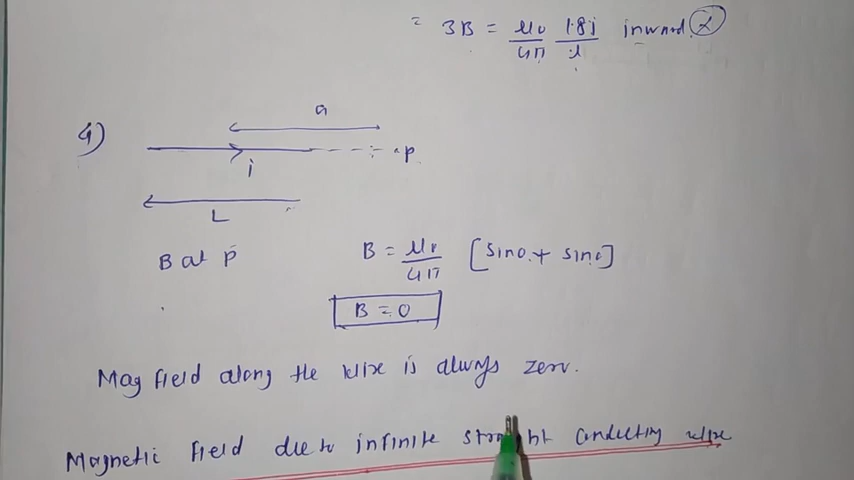 = 3B = μ0/4π 1.8i/l inward
4)
a
i
.p
L
B at P B = μ0/4π [sin0 + sin0]
B = 0
Mag field along the wire is always zero.
Magnetic field due to infinite straight conducting wire